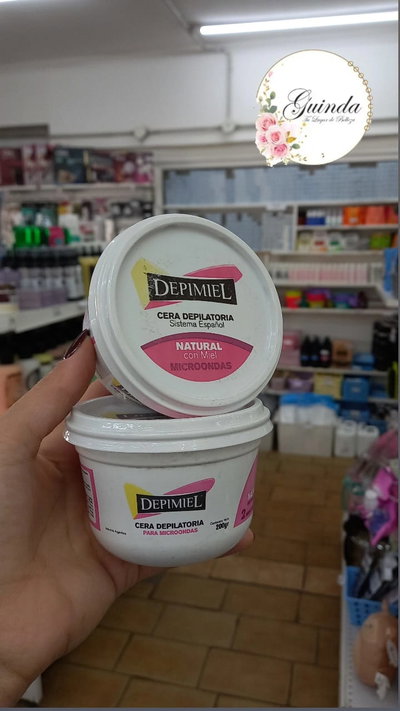 Guinda
Tu Lugar de Belleza
DEPIMIEL
CERA DEPILATORIA
Sistema Español
NATURAL
con Miel
MICROONDAS
DEPIMIEL
CERA DEPILATORIA
PARA MICROONDAS
200g